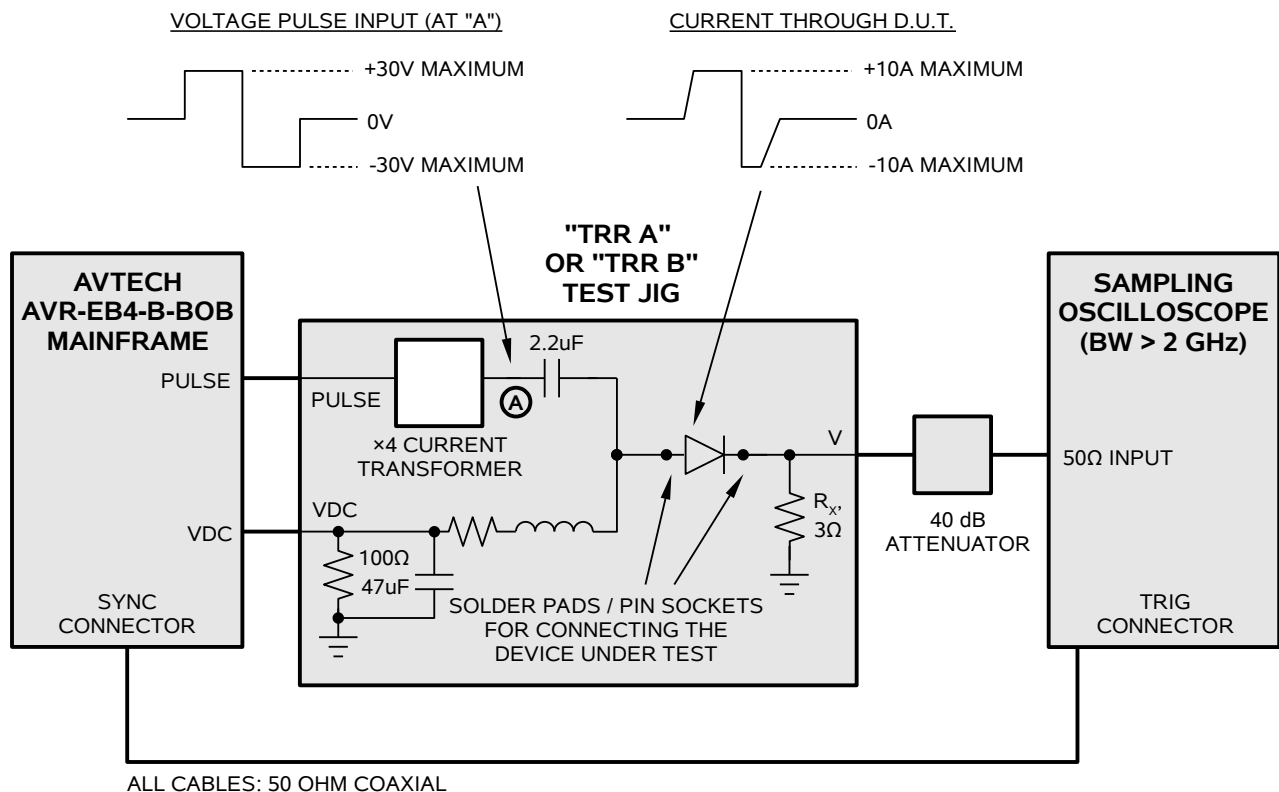 VOLTAGE PULSE INPUT (AT "A")
+30V MAXIMUM
0V
-30V MAXIMUM
CURRENT THROUGH D.U.T.
+10A MAXIMUM
0A
-10A MAXIMUM
"TRR A"
OR "TRR B"
TEST JIG
AVTECH
AVR-EB4-B-BOB
MAINFRAME
PULSE
VDC
SYNC
CONNECTOR
PULSE
×4 CURRENT
TRANSFORMER
A
2.2uF
VDC
100Ω
47uF
SOLDER PADS / PIN SOCKETS
FOR CONNECTING THE
DEVICE UNDER TEST
V
RX,
3Ω
40 dB
ATTENUATOR
SAMPLING
OSCILLOSCOPE
(BW > 2 GHz)
50Ω INPUT
TRIG
CONNECTOR
ALL CABLES: 50 OHM COAXIAL